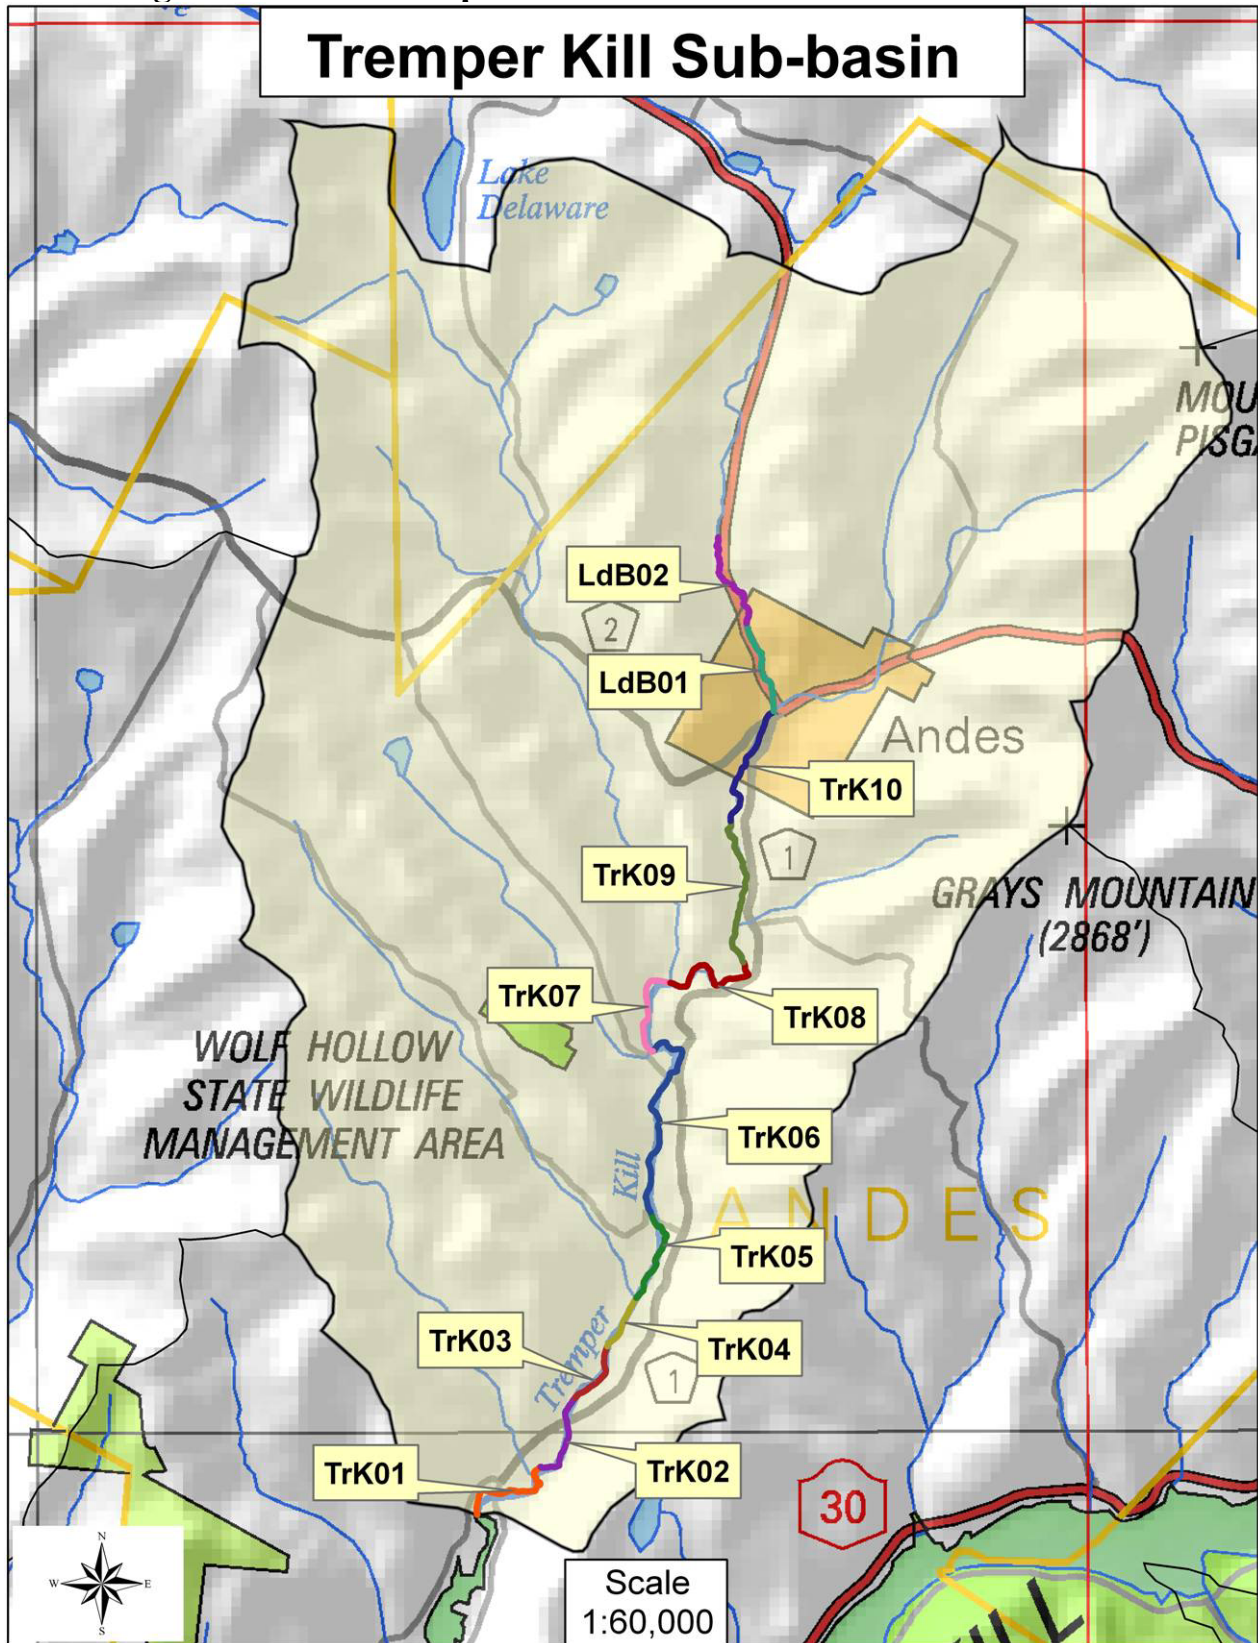 Tremper Kill Sub-basin
Lake
Delaware
MOU
PISGA
LdB02
2
LdB01
Andes
TrK10
TrK09
1
GRAYS MOUNTAIN
(2868')
TrK07
TrK08
WOLF HOLLOW
STATE WILDLIFE
MANAGEMENT AREA
TrK06
Kill
ANDES
TrK05
Tremper
TrK03
TrK04
1
TrK01
TrK02
30
N
W E
S
Scale
1:60,000